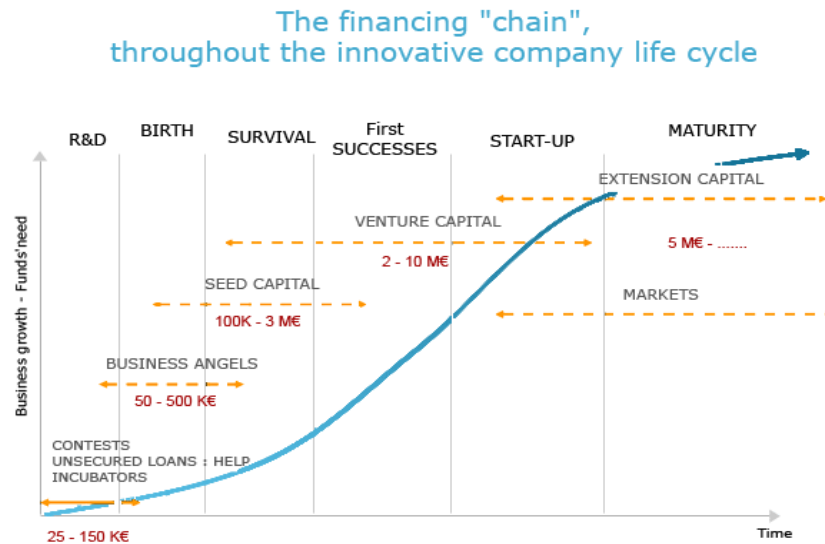 The financing "chain",
throughout the innovative company life cycle
R&D
BIRTH
SURVIVAL
First
SUCCESSES
START-UP
MATURITY
EXTENSION CAPITAL
VENTURE CAPITAL
5 M€ - .......
2 - 10 M€
SEED CAPITAL
MARKETS
100K - 3 M€
BUSINESS ANGELS
50 - 500 K€
CONTESTS
UNSECURED LOANS : HELP
INCUBATORS
25 - 150 K€
Business growth - Funds'need
Time